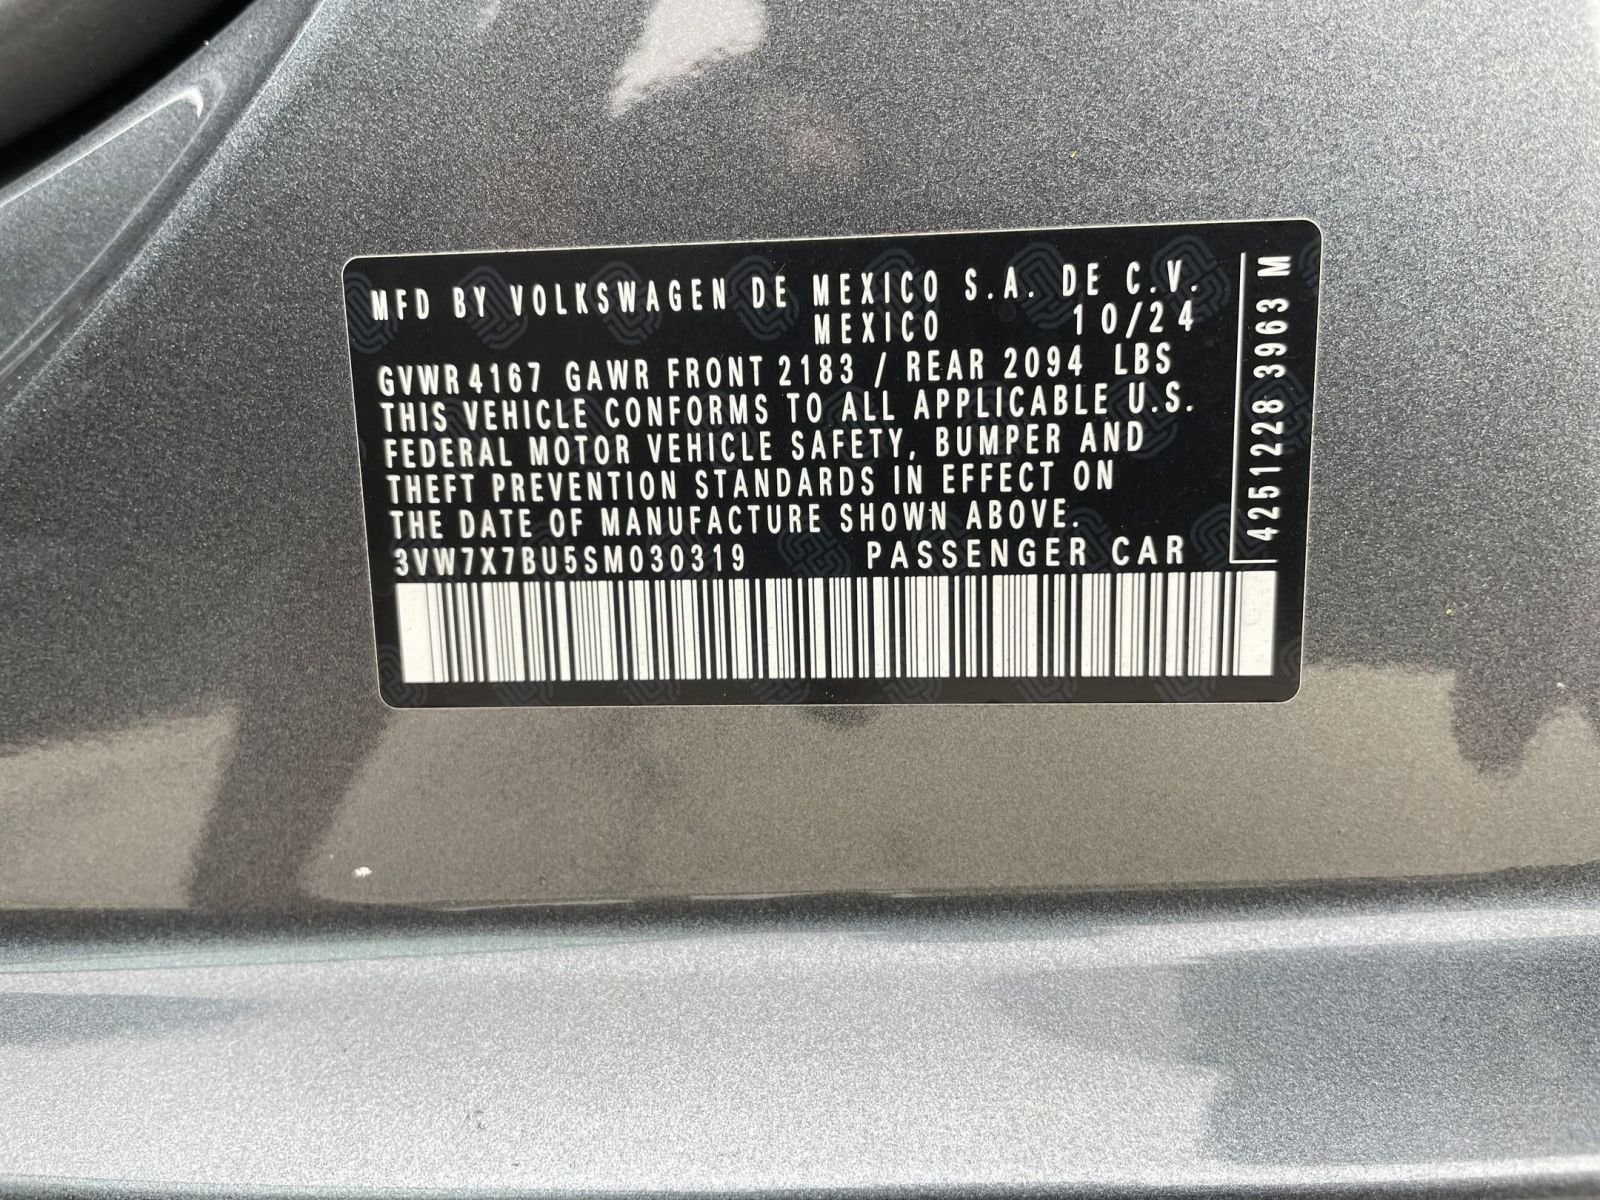 MFD BY VOLKSWAGEN DE MEXICO S.A. DE C.V.
MEXICO 10/24
GVWR 4167 GAWR FRONT 2183 / REAR 2094 LBS
THIS VEHICLE CONFORMS TO ALL APPLICABLE U.S.
FEDERAL MOTOR VEHICLE SAFETY, BUMPER AND
THEFT PREVENTION STANDARDS IN EFFECT ON
THE DATE OF MANUFACTURE SHOWN ABOVE.
3VW7X7BU5SM030319 PASSENGER CAR
4251228 3963 M